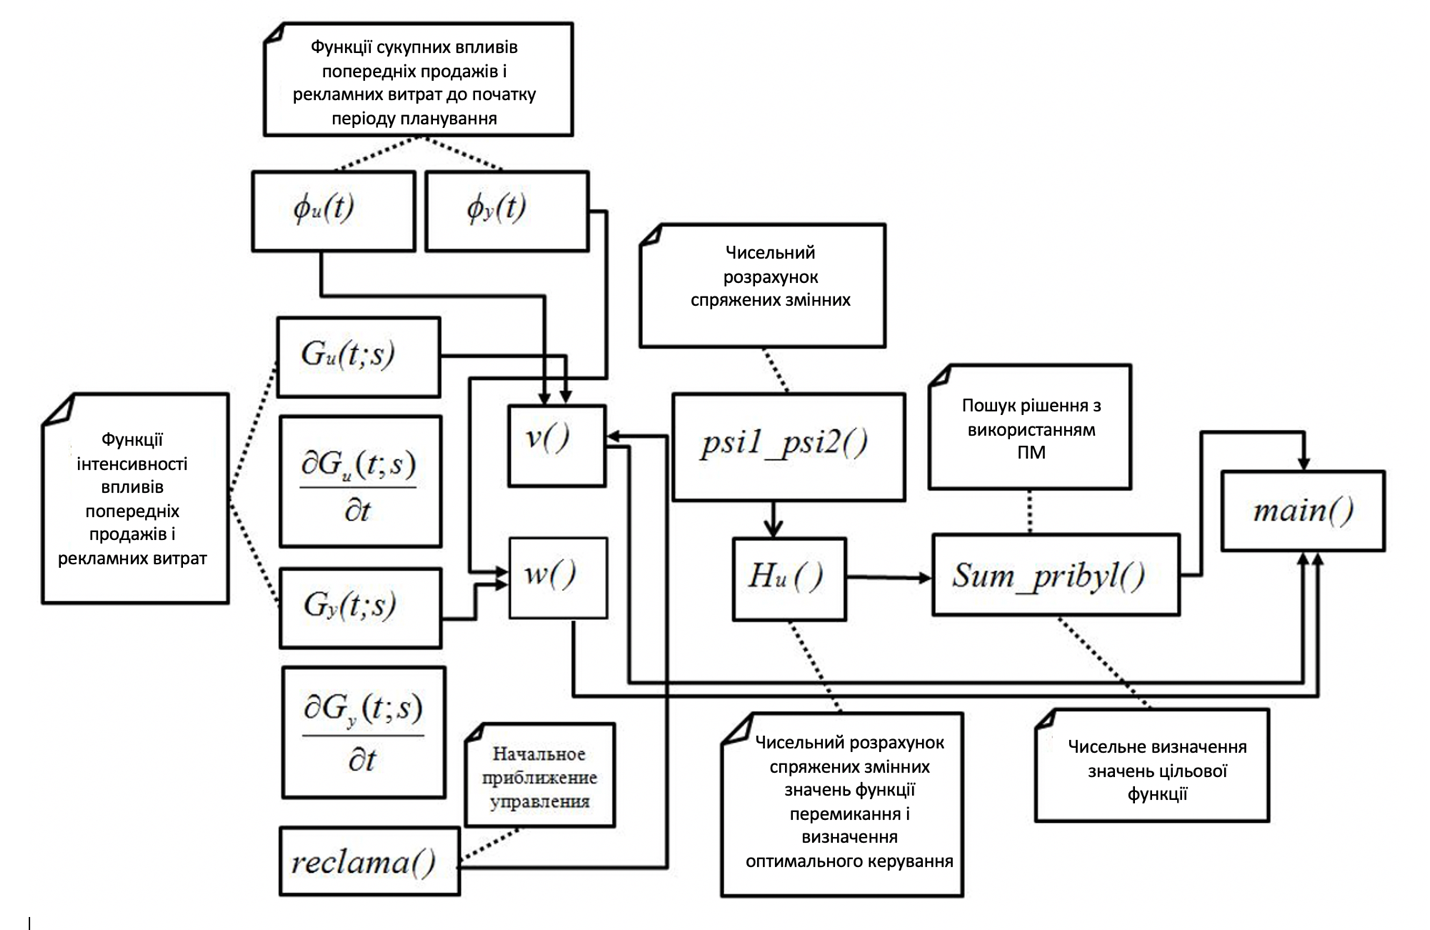 Функції сукупних впливів
попередніх продажів і
рекламних витрат до початку
періоду планування
ϕu(t)
ϕy(t)
Чисельний
розрахунок
спряжених змінних
Gu(t;s)
Функції
інтенсивності
впливів
попередніх
продажів і
рекламних витрат
∂Gu(t;s)
∂t
v()
psi1_psi2()
Пошук рішення з
використанням
ПМ
main()
Gy(t;s)
w()
Hu()
Sum_pribyl()
∂Gy(t;s)
∂t
Начальное
приближение
управления
Чисельний розрахунок
спряжених змінних
значень функції
перемикання і
визначення
оптимального керування
Чисельне визначення
значень цільової
функції
reclama()